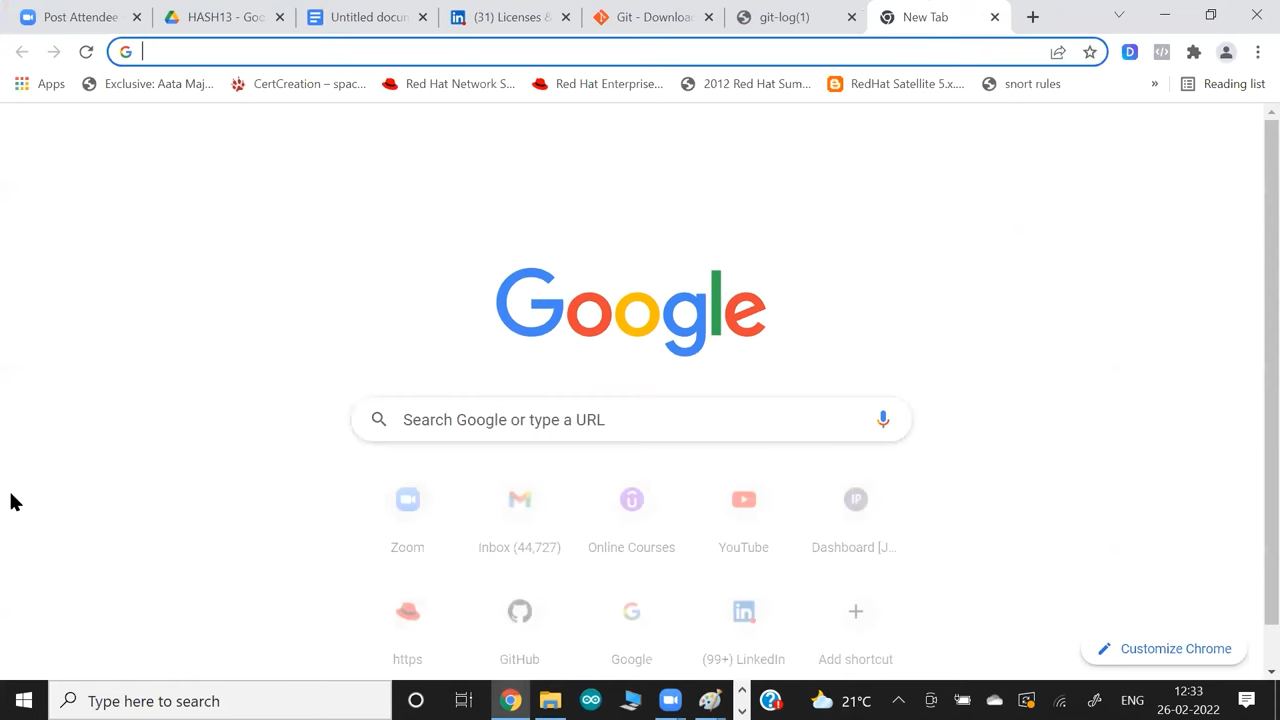 Post Attendee
HASH13 - Goo
Untitled docun
(31) Licenses &
Git - Downloa
git-log(1)
New Tab
Apps
Exclusive: Aata Maj...
CertCreation – spac...
Red Hat Network S...
Red Hat Enterprise...
2012 Red Hat Sum...
RedHat Satellite 5.x....
snort rules
»
Reading list
Google
Search Google or type a URL
Zoom
Inbox (44,727)
Online Courses
YouTube
IP
Dashboard [J...
https
GitHub
Google
(99+) LinkedIn
Add shortcut
Customize Chrome
Type here to search
21°C
ENG
12:33
26-02-2022